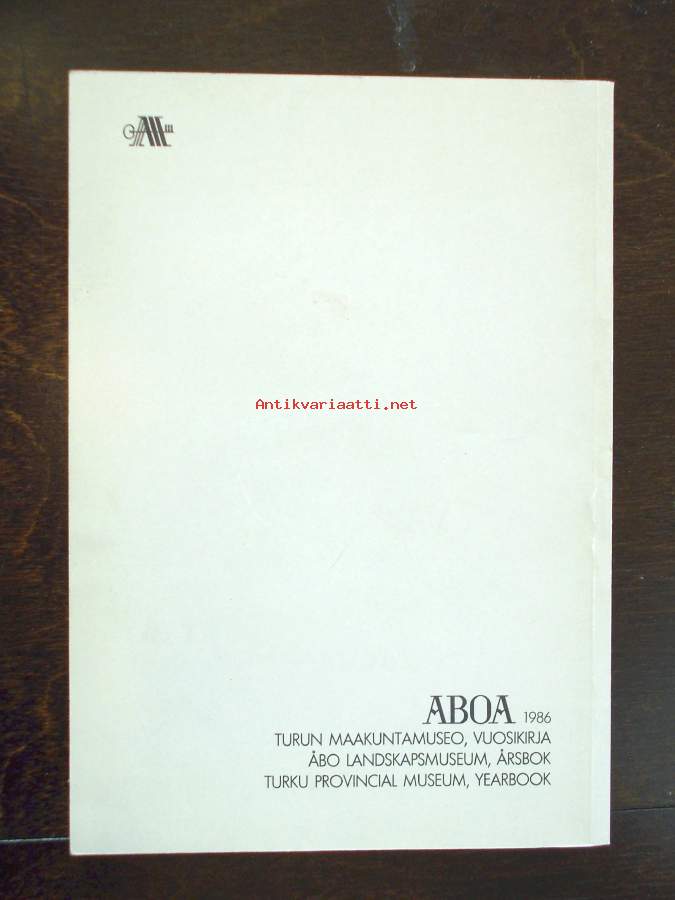 Antikvariaatti.net
ABOA 1986
TURUN MAAKUNTAMUSEO, VUOSIKIRJA
ÅBO LANDSKAPSMUSEUM, ÅRSBOK
TURKU PROVINCIAL MUSEUM, YEARBOOK